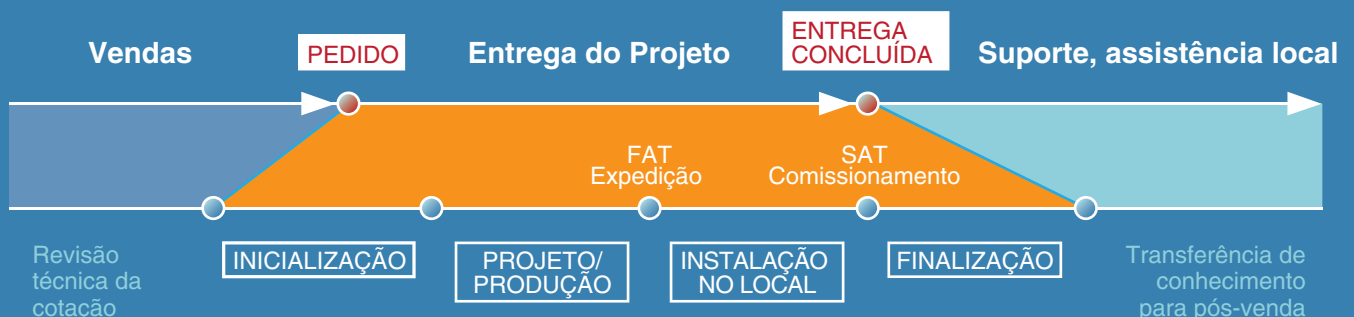 Vendas
PEDIDO
Entrega do Projeto
ENTREGA
CONCLUÍDA
Suporte, assistência local
FAT
Expedição
SAT
Comissionamento
Revisão
técnica da
cotação
INICIALIZAÇÃO
PROJETO/
PRODUÇÃO
INSTALAÇÃO
NO LOCAL
FINALIZAÇÃO
Transferência de
conhecimento
para pós-venda